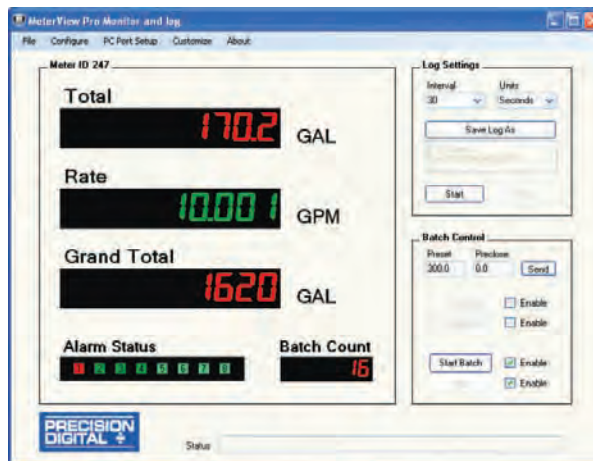 MeterView Pro Monitor and log
File Configure PC Port Setup Customize About
Meter ID 247
Total
170.2 GAL
Rate
10.001 GPM
Grand Total
1620 GAL
Alarm Status
1 2 3 4 5 6 7 8
Batch Count
16
Log Settings
Interval Units
30 Seconds
Save Log As
Start
Batch Control
Preset Preclose
200.0 0.0 Send
Enable
Enable
Start Batch Enable
Enable
PRECISION
DIGITAL
Status